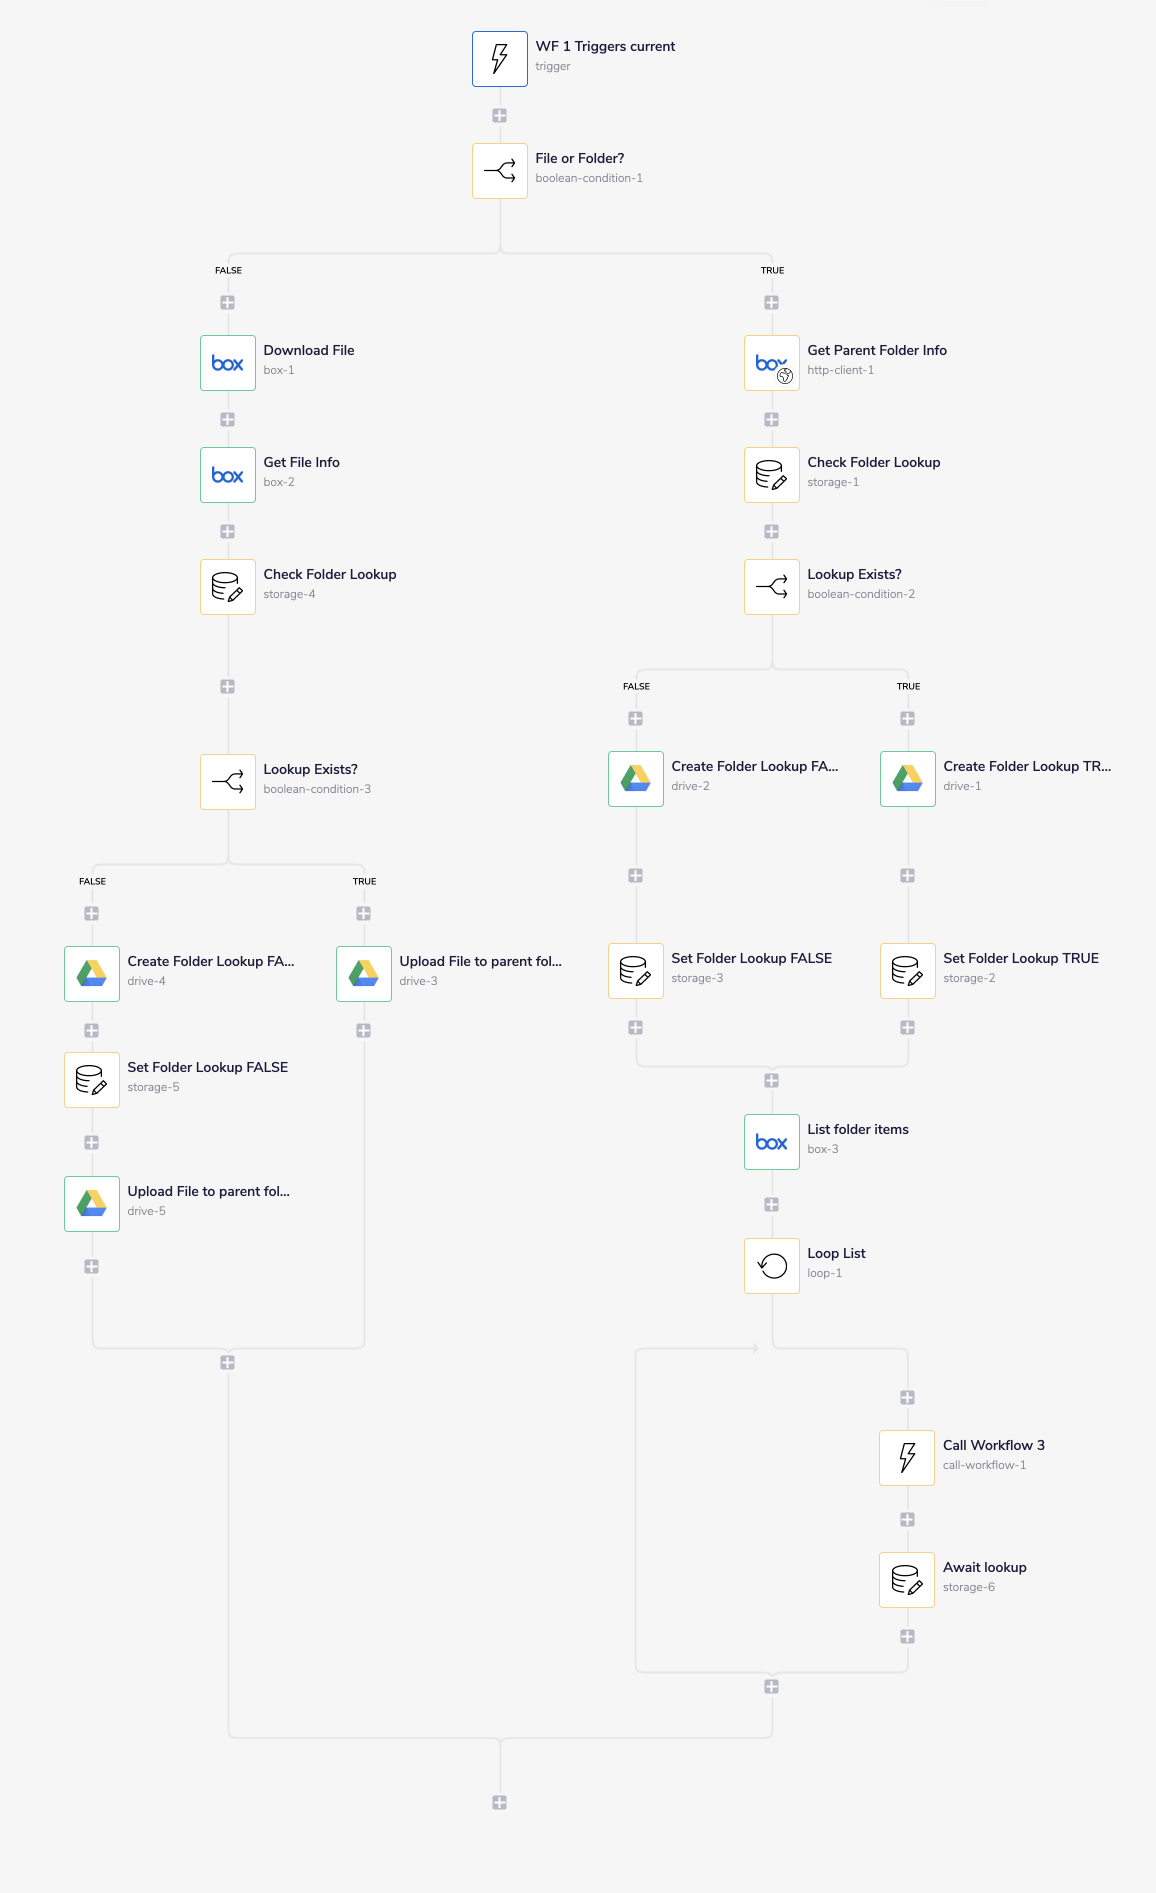 WF 1 Triggers current
trigger
File or Folder?
boolean-condition-1
FALSE
TRUE
box
Download File
box-1
box
Get Parent Folder Info
http-client-1
box
Get File Info
box-2
Check Folder Lookup
storage-1
Check Folder Lookup
storage-4
Lookup Exists?
boolean-condition-2
FALSE
TRUE
Lookup Exists?
boolean-condition-3
Create Folder Lookup FA...
drive-2
Create Folder Lookup TR...
drive-1
FALSE
TRUE
Create Folder Lookup FA...
drive-4
Upload File to parent fol...
drive-3
Set Folder Lookup FALSE
storage-3
Set Folder Lookup TRUE
storage-2
Set Folder Lookup FALSE
storage-5
box
List folder items
box-3
Upload File to parent fol...
drive-5
Loop List
loop-1
Call Workflow 3
call-workflow-1
Await lookup
storage-6